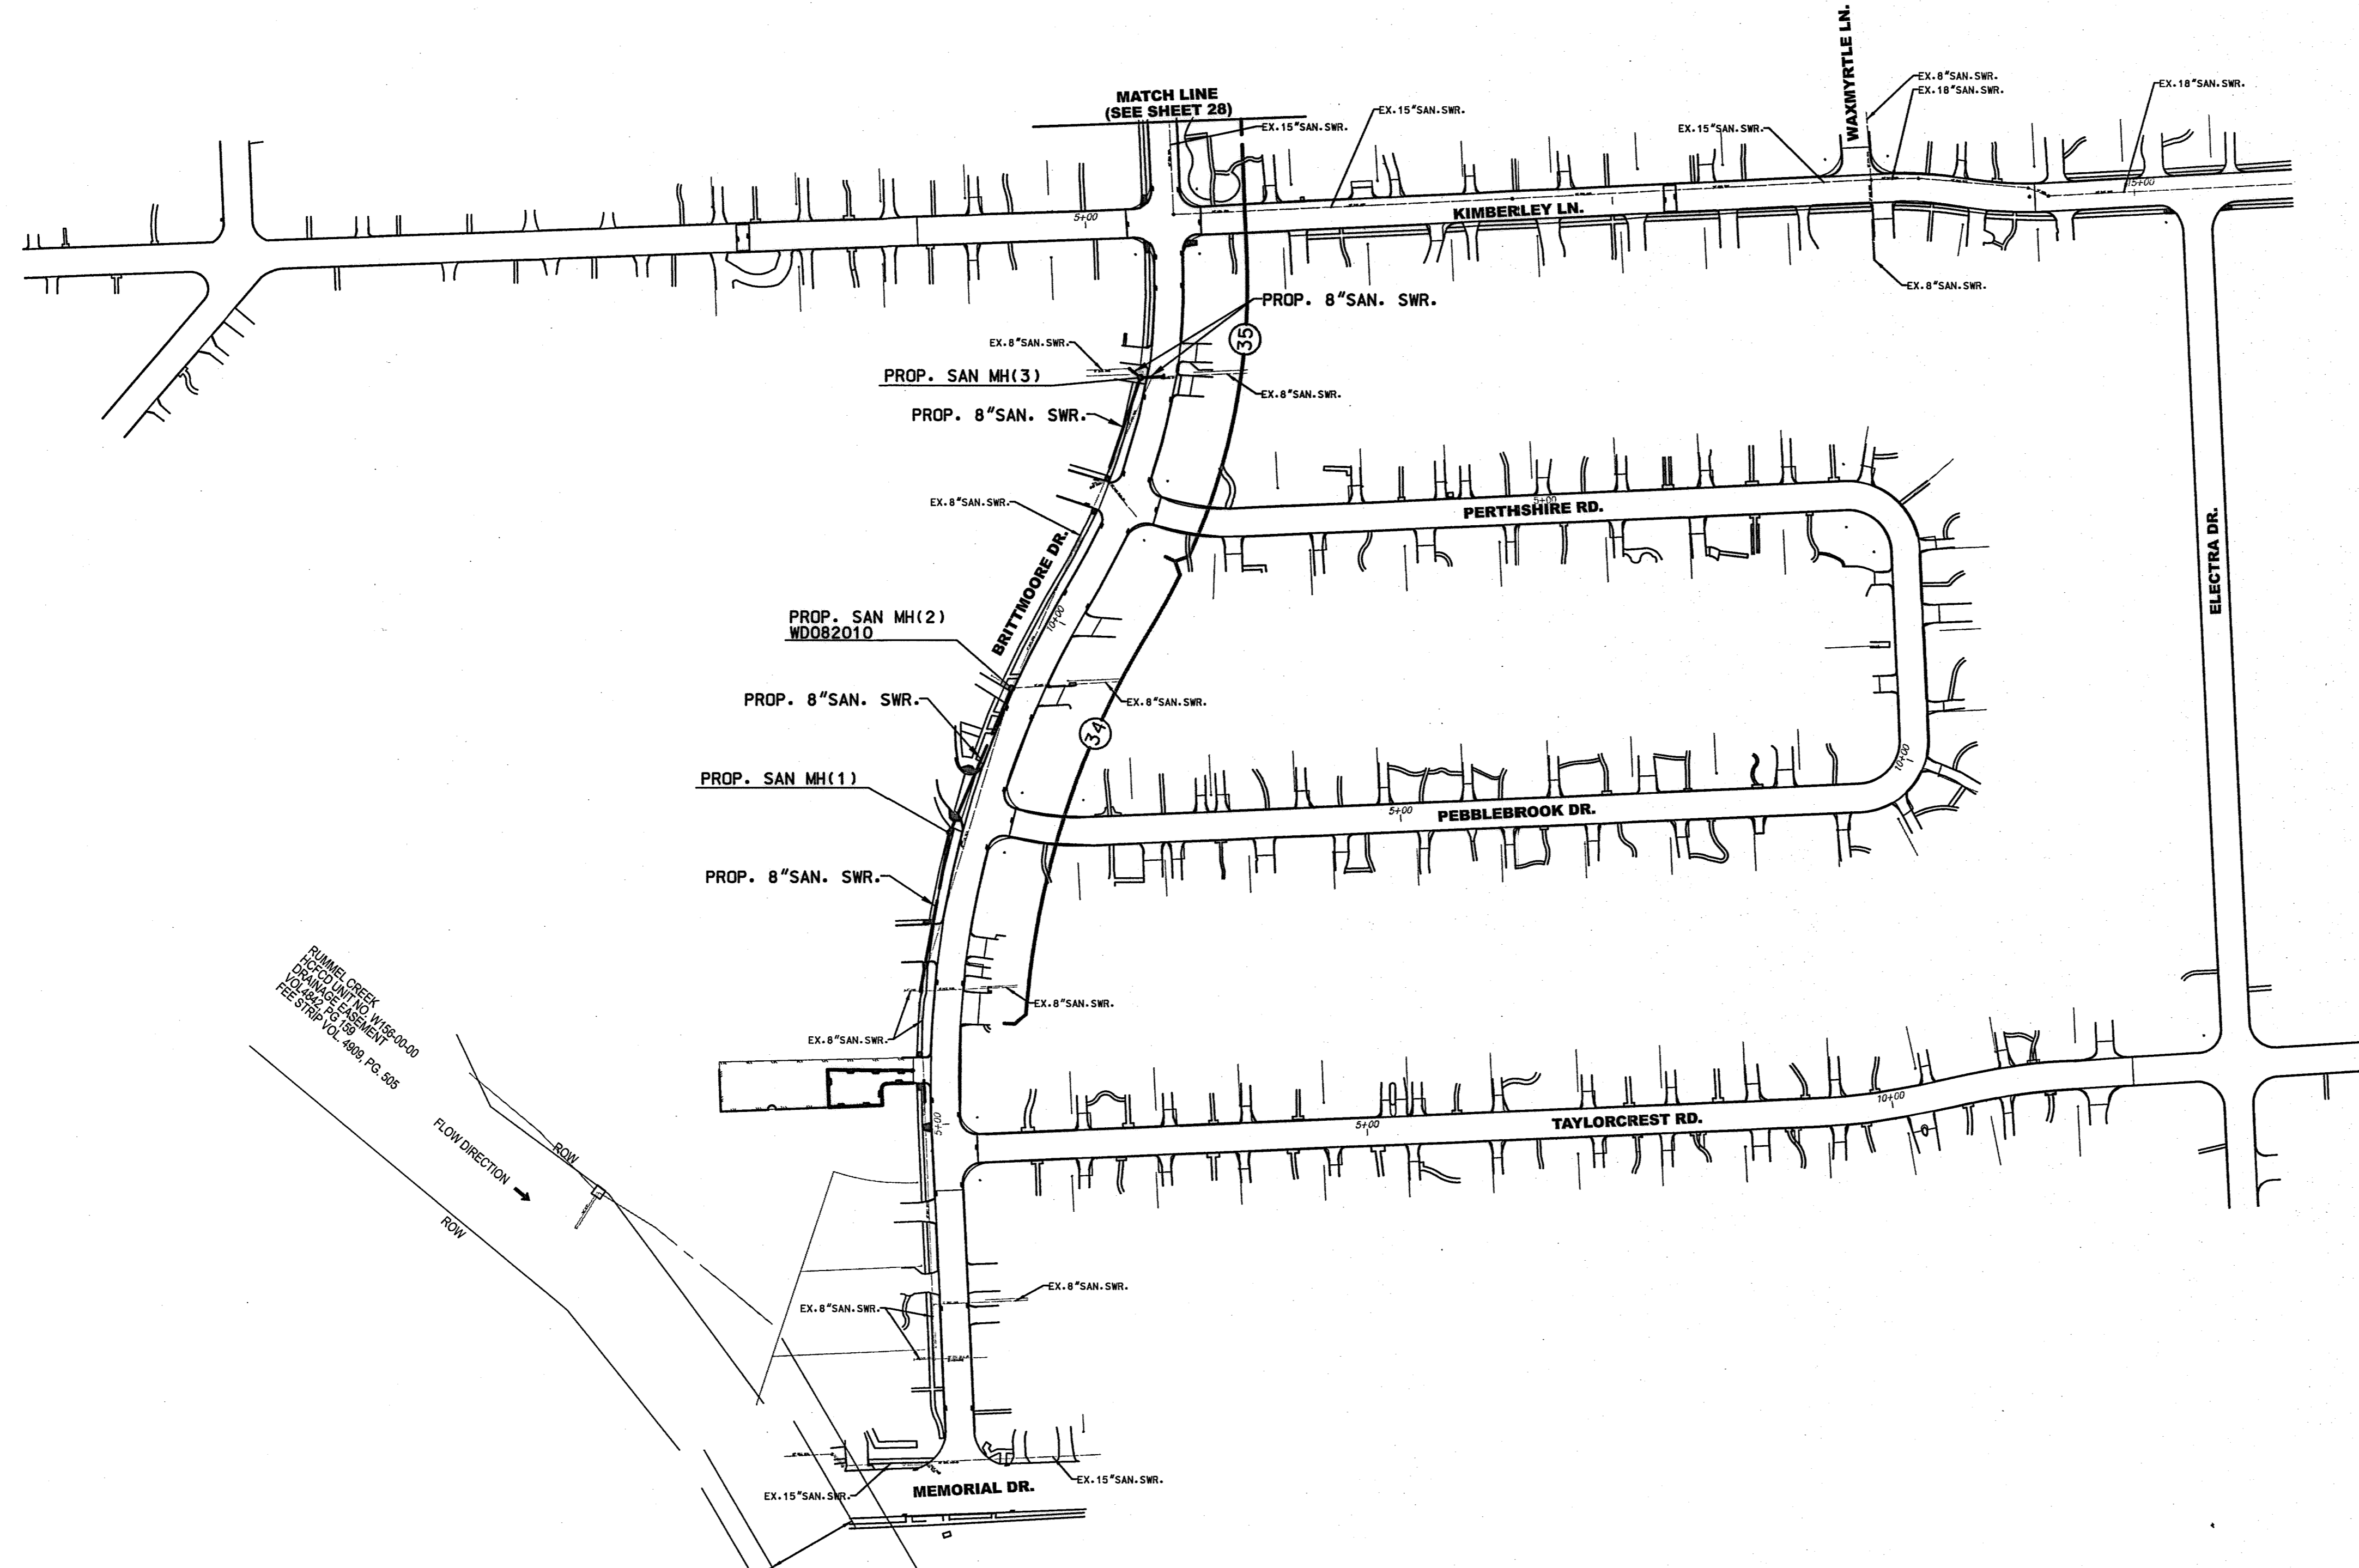 WAXMYRTLE LN.
MATCH LINE
(SEE SHEET 28)
EX.15"SAN.SWR.
EX.15"SAN.SWR.
EX.15"SAN.SWR.
EX.8"SAN.SWR.
EX.18"SAN.SWR.
EX.18"SAN.SWR.
5+00
KIMBERLEY LN.
15+00
EX.8"SAN.SWR.
PROP. 8"SAN. SWR.
35
EX.8"SAN.SWR.
PROP. SAN MH(3)
EX.8"SAN.SWR.
PROP. 8"SAN. SWR.
EX.8"SAN.SWR.
5+00
PERTHSHIRE RD.
ELECTRA DR.
BRITTMOORE DR.
10+00
PROP. SAN MH(2)
WD082010
PROP. 8"SAN. SWR.
EX.8"SAN.SWR.
34
10+00
PROP. SAN MH(1)
5+00
PEBBLEBROOK DR.
PROP. 8"SAN. SWR.
RUMMEL CREEK
HCFCD UNIT NO. W156-00-00
DRAINAGE EASEMENT
VOL4842, PG 159
FEE STRIP VOL. 4909, PG. 505
EX.8"SAN.SWR.
EX.8"SAN.SWR.
5+00
5+00
TAYLORCREST RD.
10+00
FLOW DIRECTION
ROW
ROW
EX.8"SAN.SWR.
EX.8"SAN.SWR.
EX.15"SAN.SWR.
EX.15"SAN.SWR.
MEMORIAL DR.